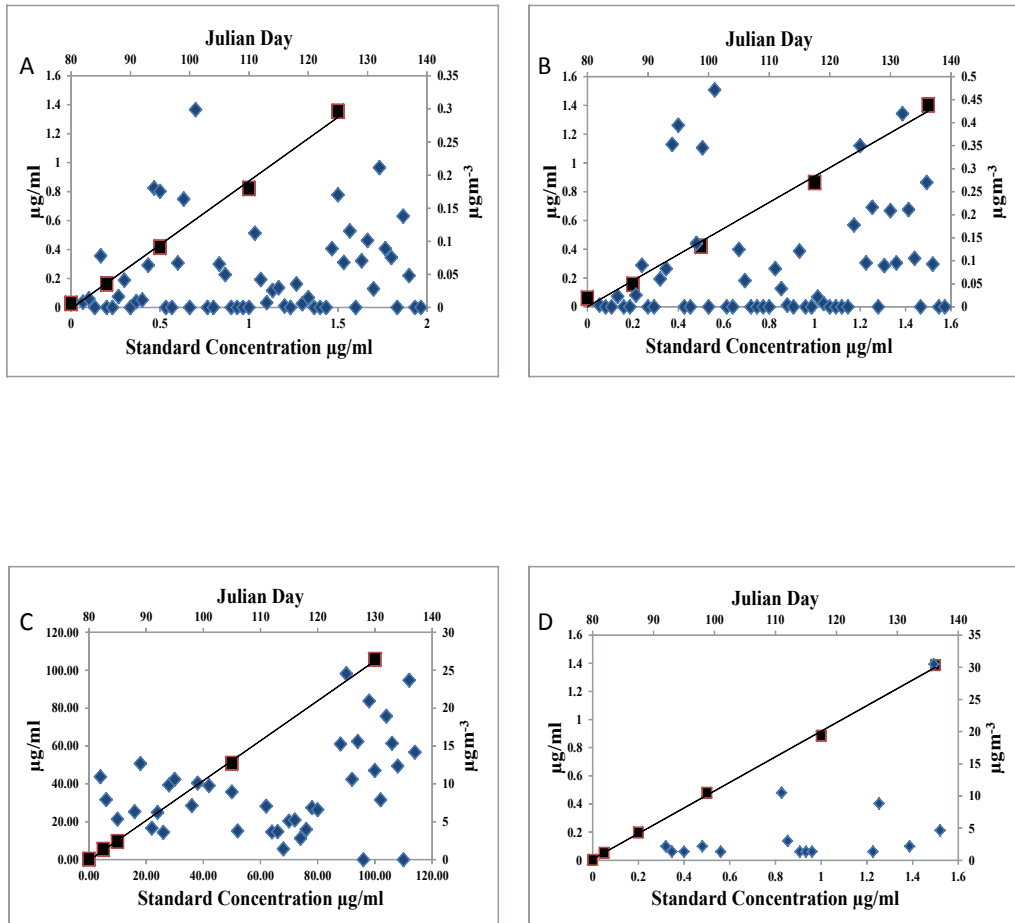 Julian Day
80 90 100 110 120 130 140
A
1.6 1.4 1.2 1 0.8 0.6 0.4 0.2 0
µg/ml
0.35 0.3 0.25 0.2 0.15 0.1 0.05 0
µgm-3
0 0.5 1 1.5 2
Standard Concentration µg/ml
Julian Day
80 90 100 110 120 130 140
B
1.6 1.4 1.2 1 0.8 0.6 0.4 0.2 0
µg/ml
0.5 0.45 0.4 0.35 0.3 0.25 0.2 0.15 0.1 0.05 0
µgm-3
0 0.2 0.4 0.6 0.8 1 1.2 1.4 1.6
Standard Concentration µg/ml
Julian Day
80 90 100 110 120 130 140
C
120.00 100.00 80.00 60.00 40.00 20.00 0.00
µg/ml
30 25 20 15 10 5 0
µgm-3
0.00 20.00 40.00 60.00 80.00 100.00 120.00
Standard Concentration µg/ml
Julian Day
80 90 100 110 120 130 140
D
1.6 1.4 1.2 1 0.8 0.6 0.4 0.2 0
µg/ml
35 30 25 20 15 10 5 0
µgm-3
0 0.2 0.4 0.6 0.8 1 1.2 1.4 1.6
Standard Concentration µg/ml